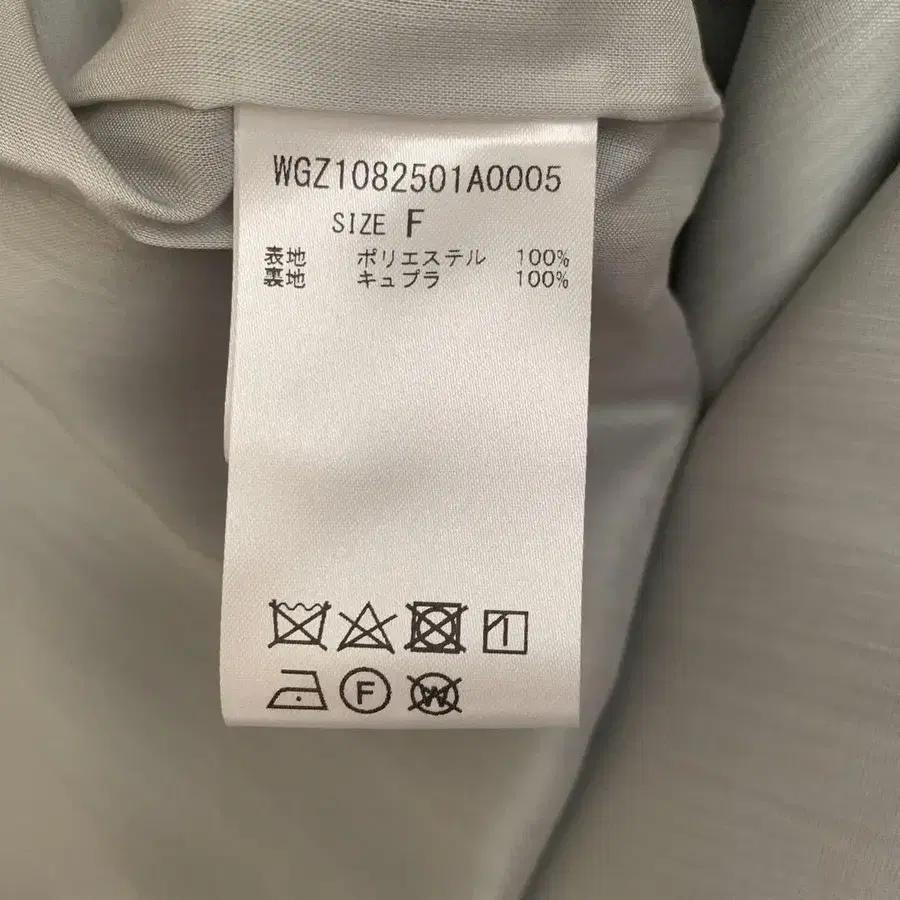 WGZ1082501A0005
SIZE F
表地 ポリエステル 100%
裏地 キュプラ 100%
F W